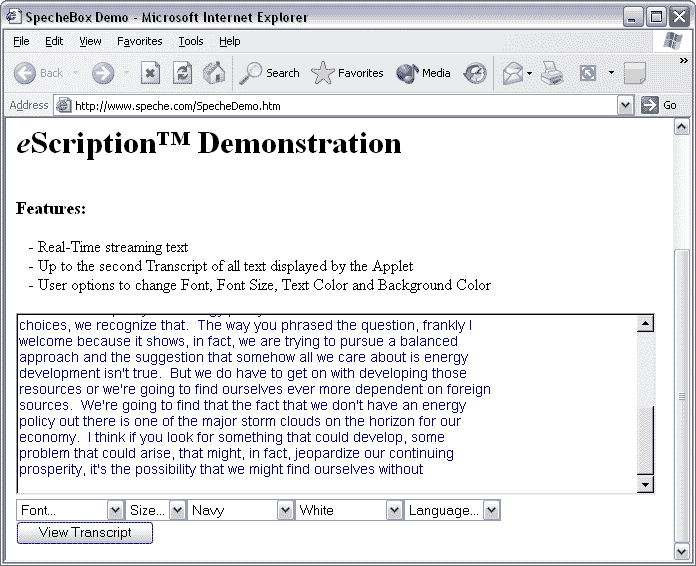 SpecheBox Demo - Microsoft Internet Explorer
File Edit View Favorites Tools Help
Back Search Favorites Media
Address http://www.speche.com/SpecheDemo.htm Go
eScription™ Demonstration
Features:
- Real-Time streaming text
- Up to the second Transcript of all text displayed by the Applet
- User options to change Font, Font Size, Text Color and Background Color
choices, we recognize that.  The way you phrased the question, frankly I
welcome because it shows, in fact, we are trying to pursue a balanced
approach and the suggestion that somehow all we care about is energy
development isn't true.  But we do have to get on with developing those
resources or we're going to find ourselves ever more dependent on foreign
sources.  We're going to find that the fact that we don't have an energy
policy out there is one of the major storm clouds on the horizon for our
economy.  I think if you look for something that could develop, some
problem that could arise, that might, in fact, jeopardize our continuing
prosperity, it's the possibility that we might find ourselves without
Font... Size... Navy White Language...
View Transcript